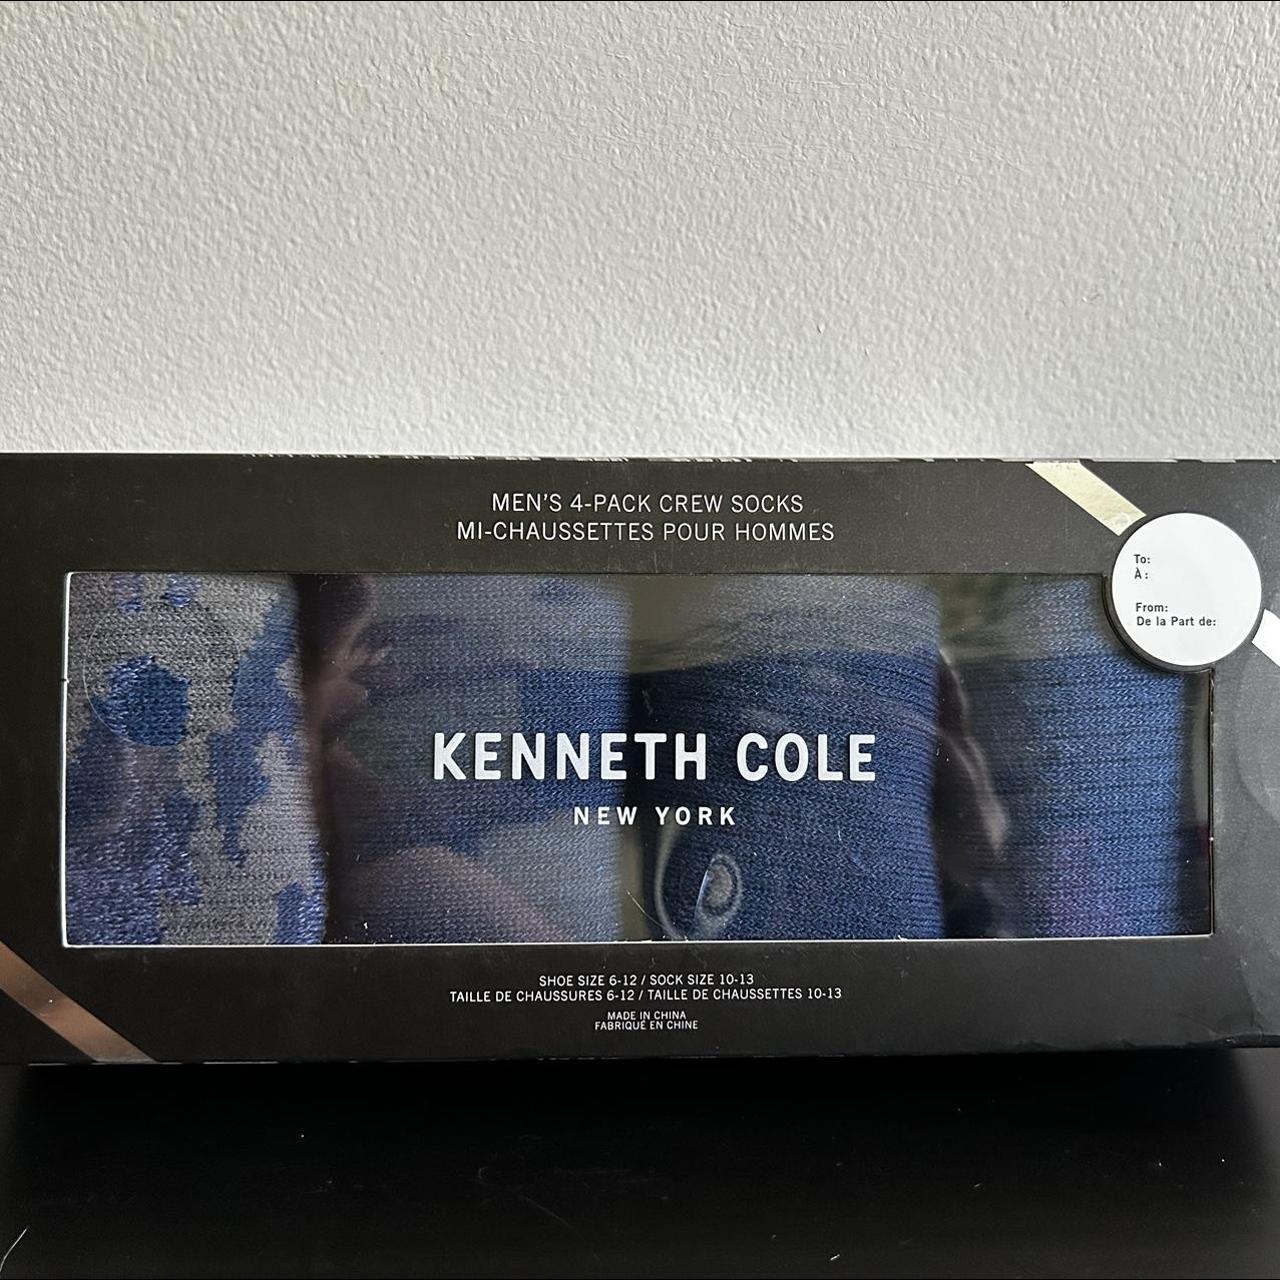 MEN'S 4-PACK CREW SOCKS
MI-CHAUSSETTES POUR HOMMES
To:
À :
From:
De la Part de:
KENNETH COLE
NEW YORK
SHOE SIZE 6-12 / SOCK SIZE 10-13
TAILLE DE CHAUSSURES 6-12 / TAILLE DE CHAUSSETTES 10-13
MADE IN CHINA
FABRIQUÉ EN CHINE